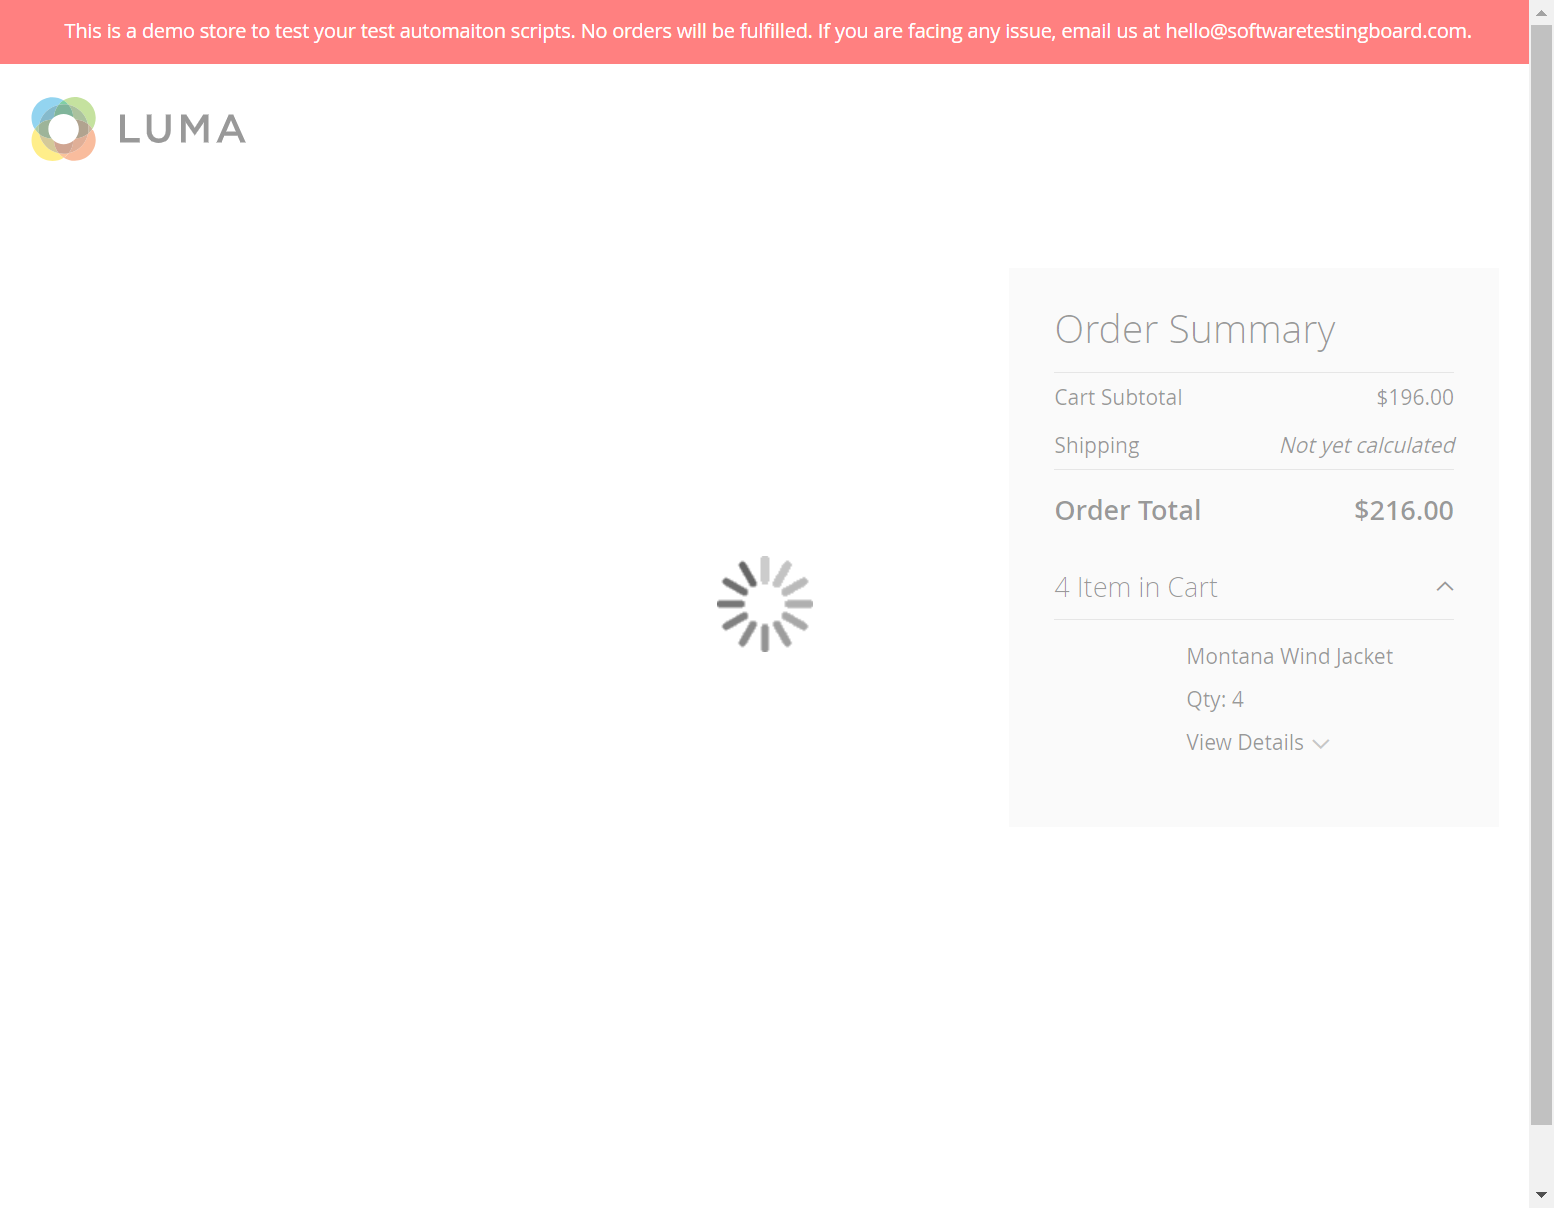 This is a demo store to test your test automaiton scripts. No orders will be fulfilled. If you are facing any issue, email us at hello@softwaretestingboard.com.
LUMA
Order Summary
Cart Subtotal $196.00
Shipping Not yet calculated
Order Total $216.00
4 Item in Cart
Montana Wind Jacket
Qty: 4
View Details